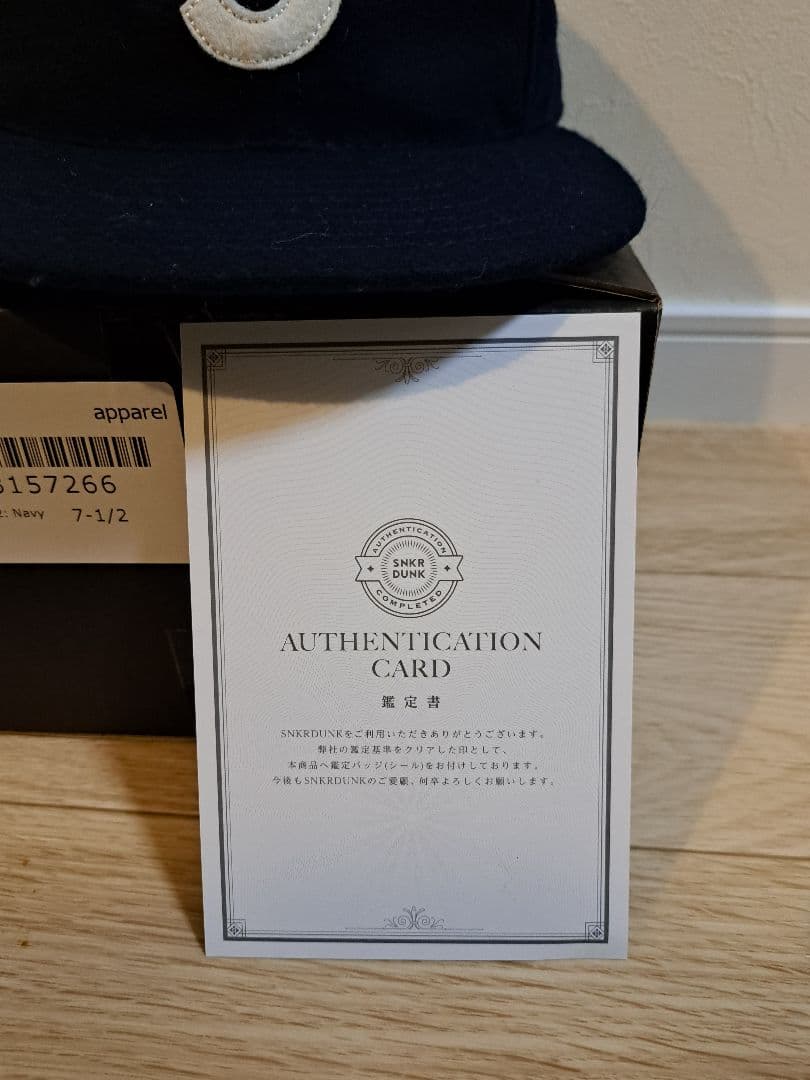 apparel
157266
: Navy 7-1/2
AUTHENTICATION
SNKR
DUNK
COMPLETED
AUTHENTICATION
CARD
鑑定書
SNKRDUNKをご利用いただきありがとうございます。
弊社の鑑定基準をクリアした印として、
本商品へ鑑定バッジ(シール)をお付けしております。
今後もSNKRDUNKのご愛顧、何卒よろしくお願いします。